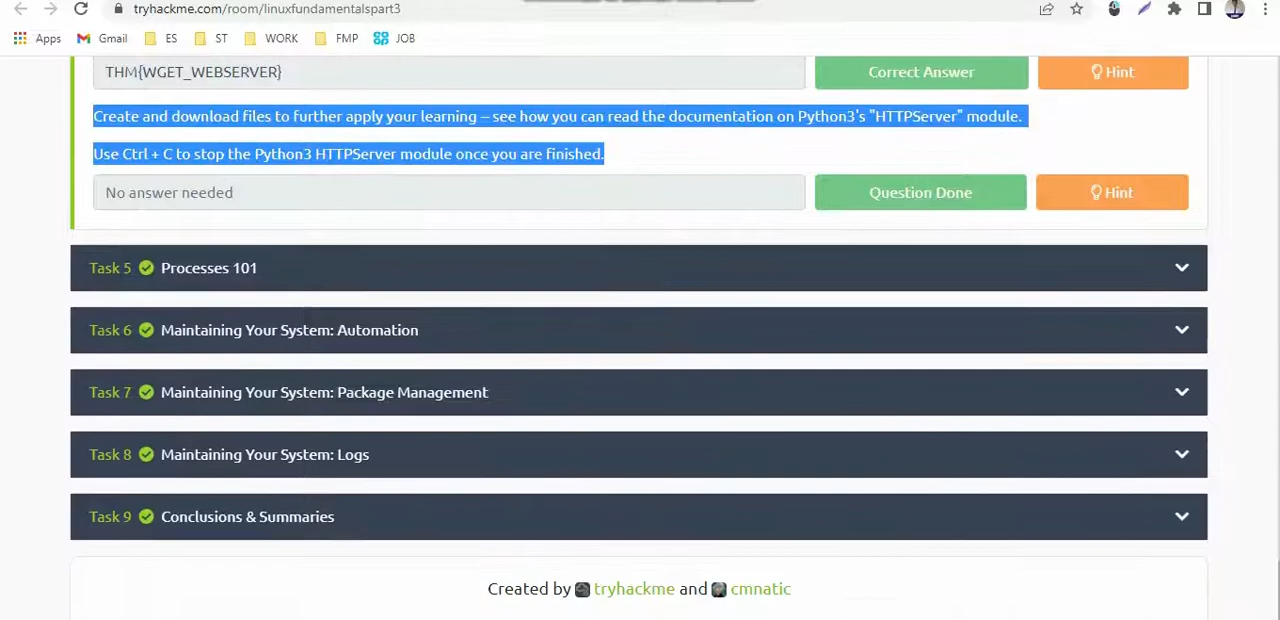 tryhackme.com/room/linuxfundamentalspart3
Apps Gmail ES ST WORK FMP JOB
THM{WGET_WEBSERVER} Correct Answer Hint
Create and download files to further apply your learning -- see how you can read the documentation on Python3's "HTTPServer" module.
Use Ctrl + C to stop the Python3 HTTPServer module once you are finished.
No answer needed Question Done Hint
Task 5 Processes 101
Task 6 Maintaining Your System: Automation
Task 7 Maintaining Your System: Package Management
Task 8 Maintaining Your System: Logs
Task 9 Conclusions & Summaries
Created by tryhackme and cmnatic